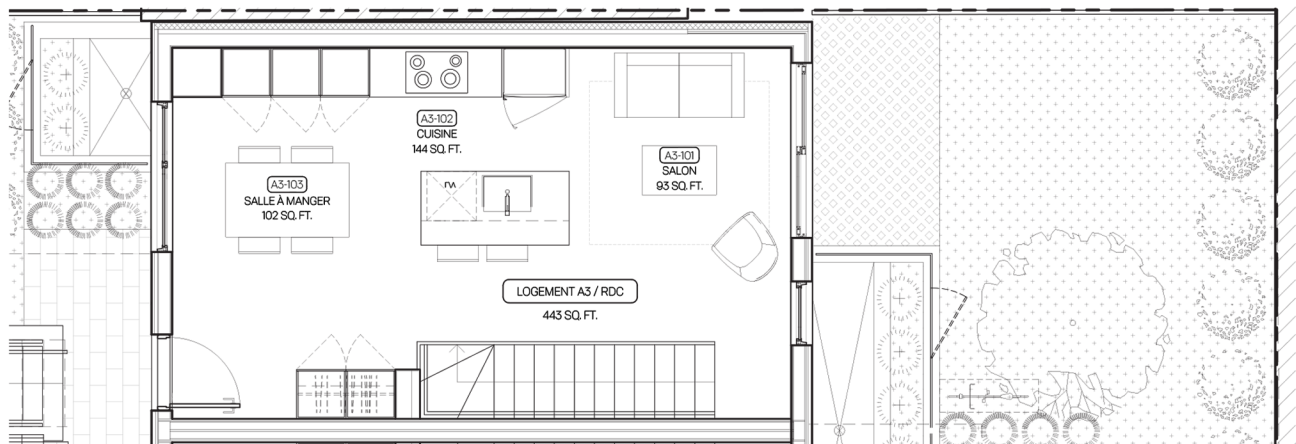 A3-102
CUISINE
144 SQ. FT.
A3-101
SALON
93 SQ. FT.
A3-103
SALLE À MANGER
102 SQ. FT.
LOGEMENT A3 / RDC
443 SQ. FT.